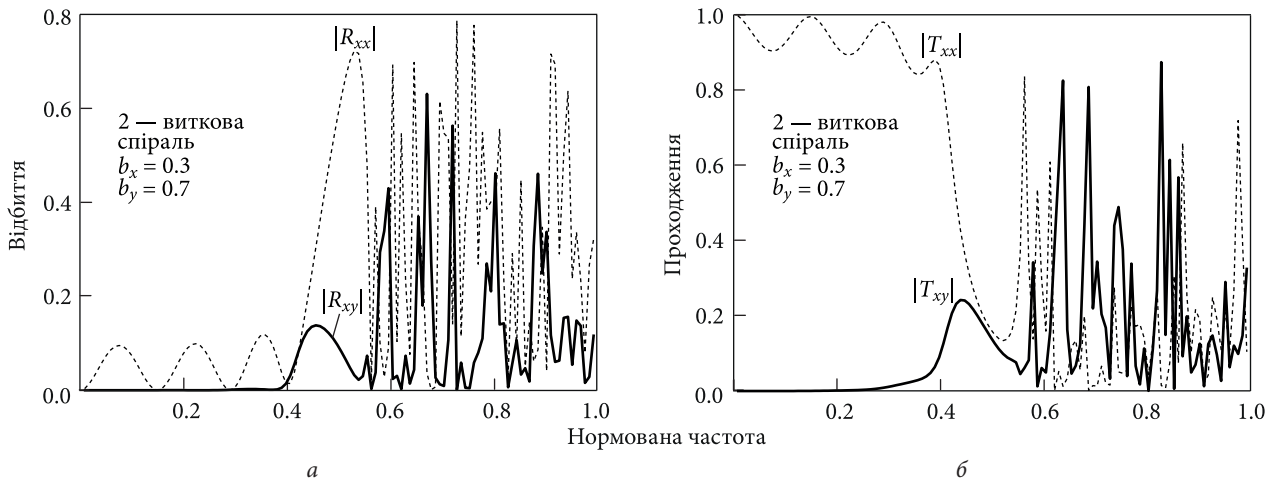 0.8
0.6
0.4
0.2
0.0
Відбиття
|Rxx|
2 — виткова
спіраль
bx = 0.3
by = 0.7
|Rxy|
0.2 0.4 0.6 0.8 1.0
1.0
0.8
0.6
0.4
0.2
0.0
Проходження
|Txx|
2 — виткова
спіраль
bx = 0.3
by = 0.7
|Txy|
0.2 0.4 0.6 0.8 1.0
Нормована частота
а
б